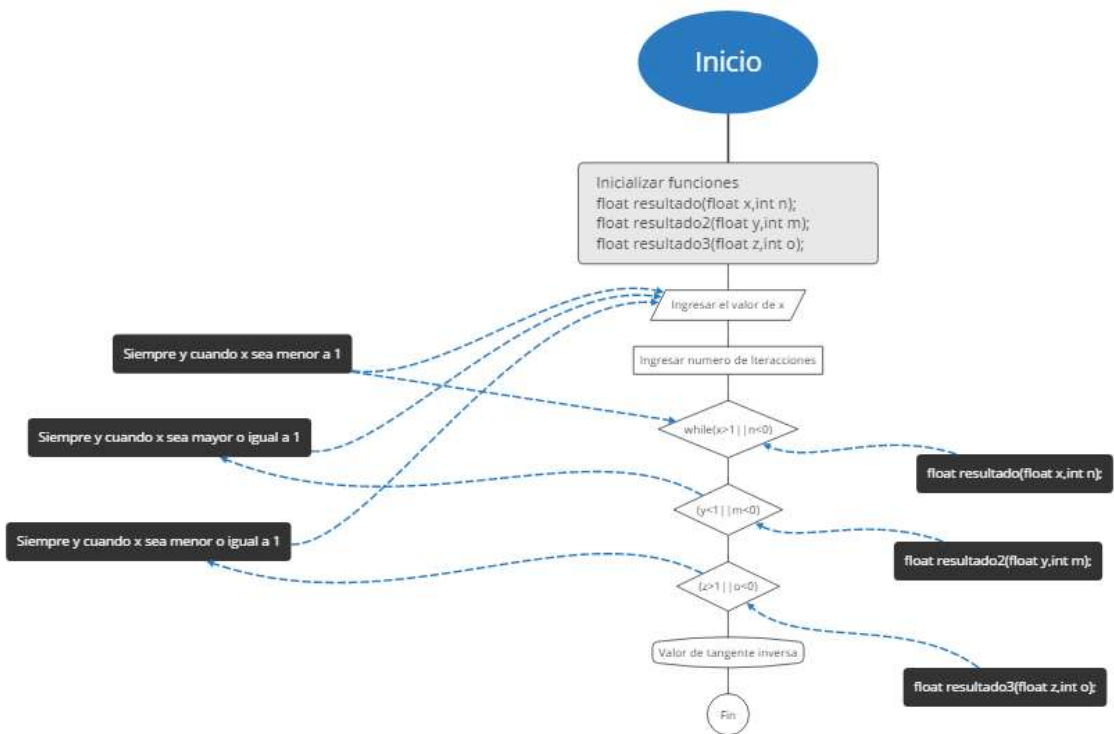 Inicio
Inicializar funciones
float resultado(float x,int n);
float resultado2(float y,int m);
float resultado3(float z,int o);
Ingresar el valor de x
Siempre y cuando x sea menor a 1
Ingresar numero de Iteracciones
Siempre y cuando x sea mayor o igual a 1
while(x>1||n<0)
float resultado(float x,int n);
(y<1||m<0)
Siempre y cuando x sea menor o igual a 1
float resultado2(float y,int m);
(z>1||o<0)
Valor de tangente inversa
float resultado3(float z,int o);
Fin